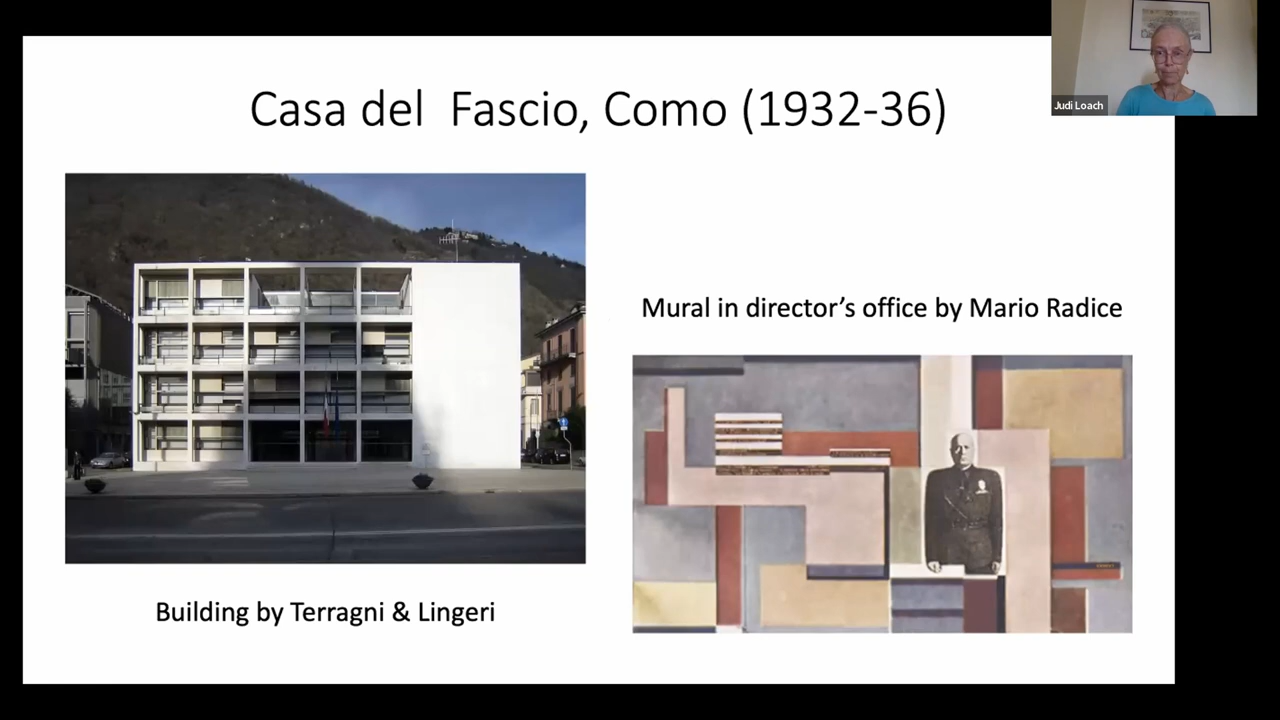 Judi Loach
Casa del Fascio, Como (1932-36)
Mural in director’s office by Mario Radice
Building by Terragni & Lingeri